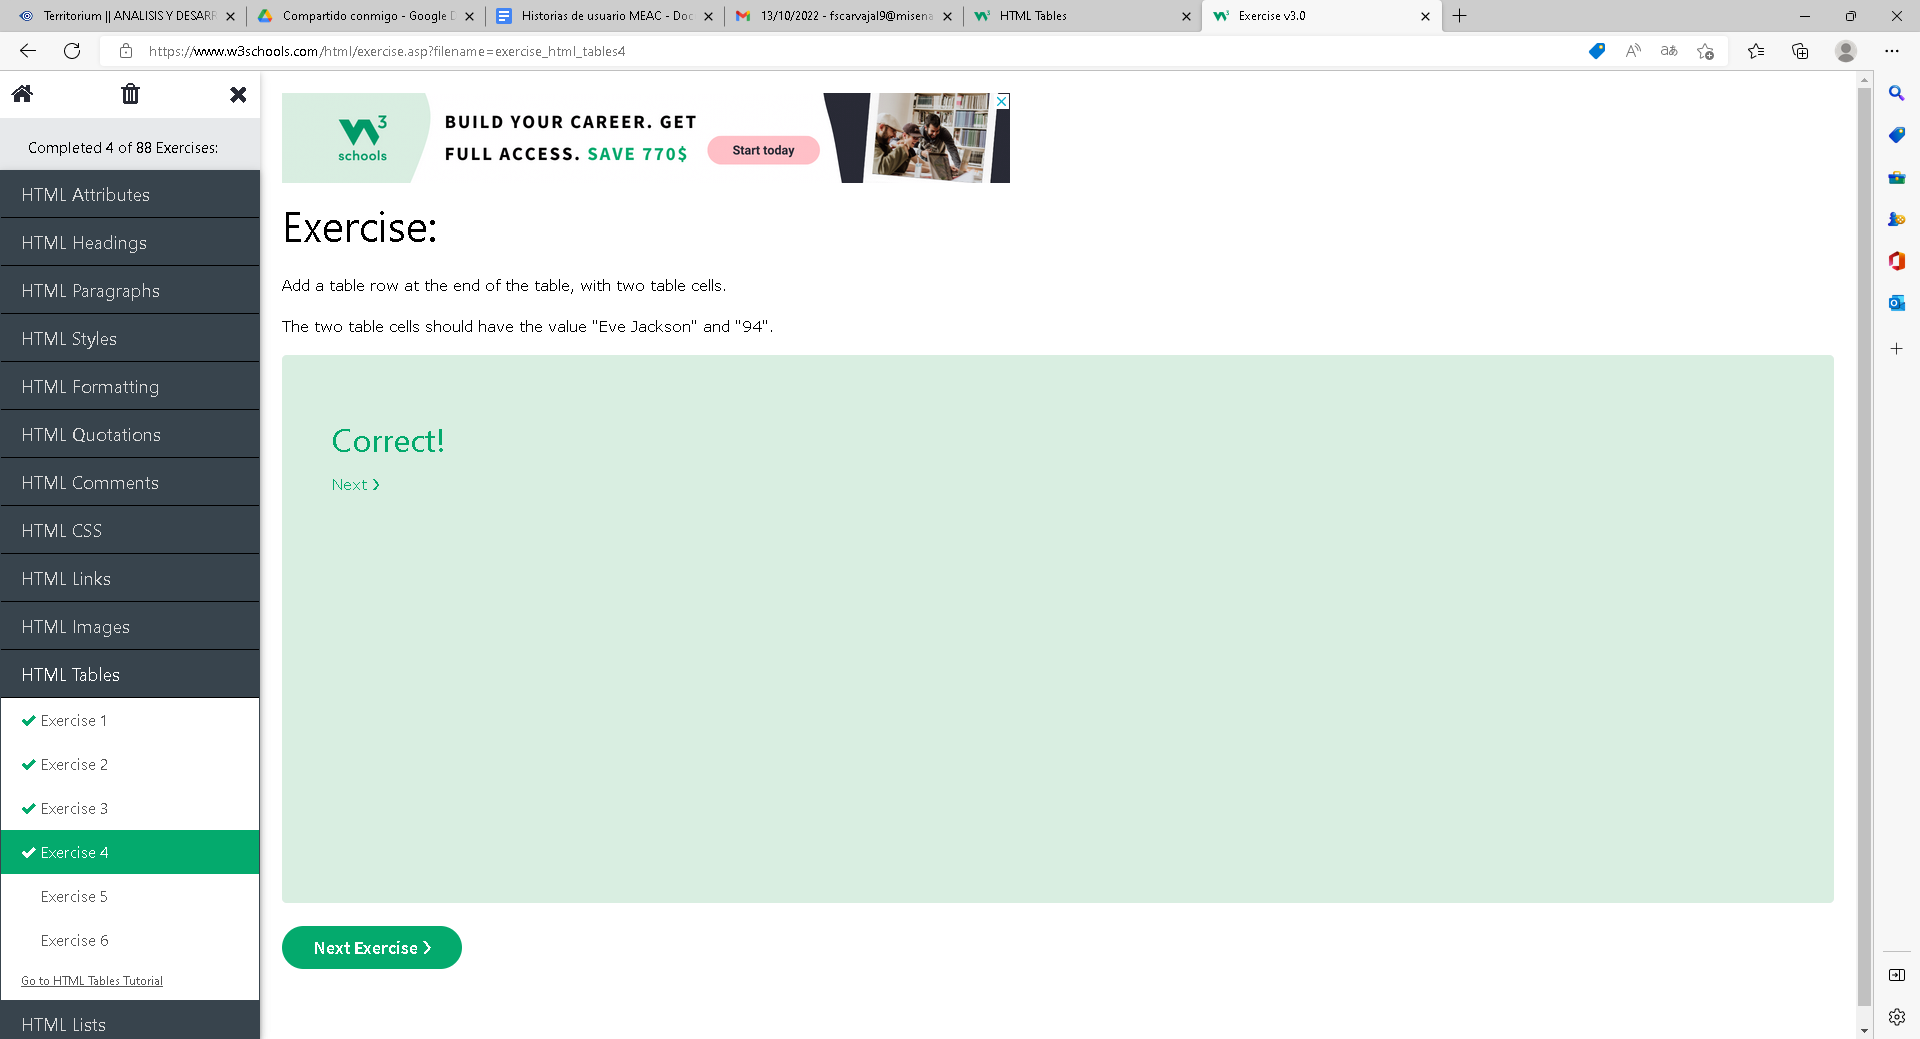 Territorium || ANALISIS Y DESARR
Compartido conmigo - Google D
Historias de usuario MEAC - Doc
13/10/2022 - fscarvajal9@misena
HTML Tables
Exercise v3.0
https://www.w3schools.com/html/exercise.asp?filename=exercise_html_tables4
Completed 4 of 88 Exercises:
HTML Attributes
HTML Headings
HTML Paragraphs
HTML Styles
HTML Formatting
HTML Quotations
HTML Comments
HTML CSS
HTML Links
HTML Images
HTML Tables
Exercise 1
Exercise 2
Exercise 3
Exercise 4
Exercise 5
Exercise 6
Go to HTML Tables Tutorial
HTML Lists
W3
schools
BUILD YOUR CAREER. GET
FULL ACCESS. SAVE 770$
Start today
Exercise:
Add a table row at the end of the table, with two table cells.
The two table cells should have the value "Eve Jackson" and "94".
Correct!
Next ❯
Next Exercise ❯